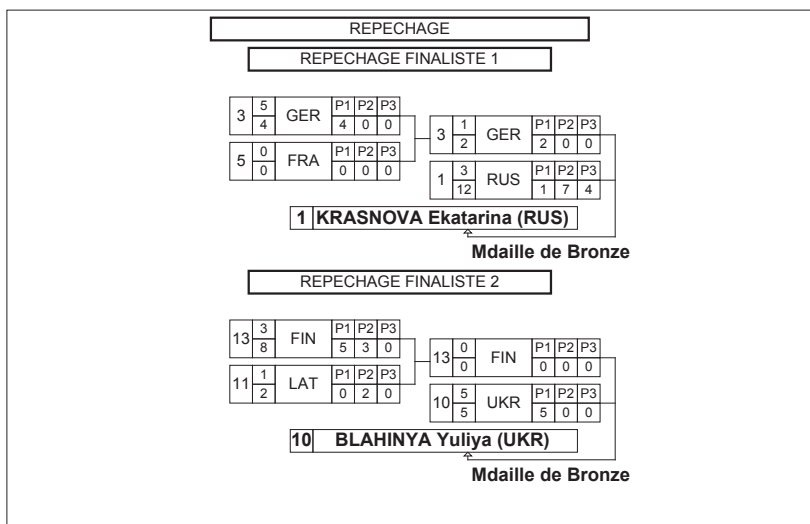 REPECHAGE
REPECHAGE FINALISTE 1
3 5 4 GER P1 P2 P3 4 0 0
5 0 0 FRA P1 P2 P3 0 0 0
3 1 2 GER P1 P2 P3 2 0 0
1 3 12 RUS P1 P2 P3 1 7 4
1 KRASNOVA Ekatarina (RUS)
Mdaille de Bronze
REPECHAGE FINALISTE 2
13 3 8 FIN P1 P2 P3 5 3 0
11 1 2 LAT P1 P2 P3 0 2 0
13 0 0 FIN P1 P2 P3 0 0 0
10 5 5 UKR P1 P2 P3 5 0 0
10 BLAHINYA Yuliya (UKR)
Mdaille de Bronze